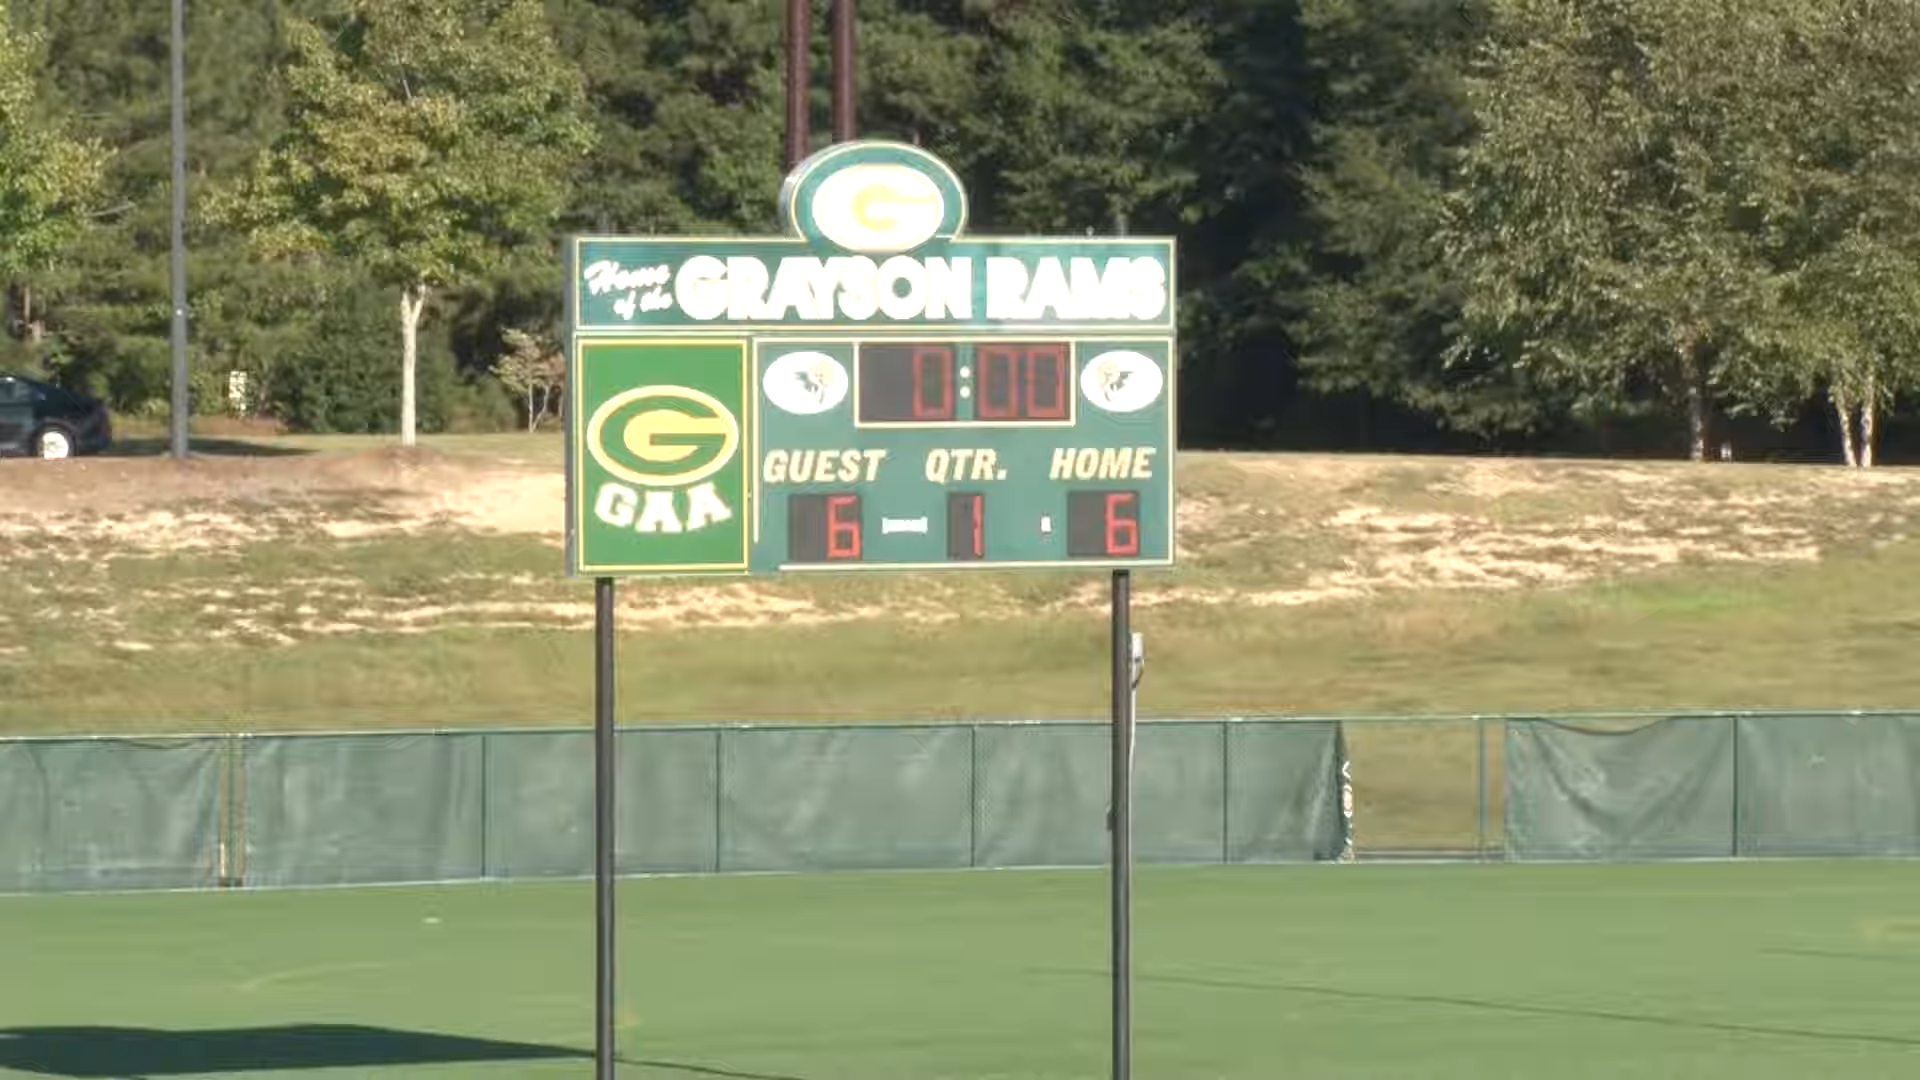 G
Home of the GRAYSON RAMS
G
GAA
0:00
GUEST QTR. HOME
6 1 6